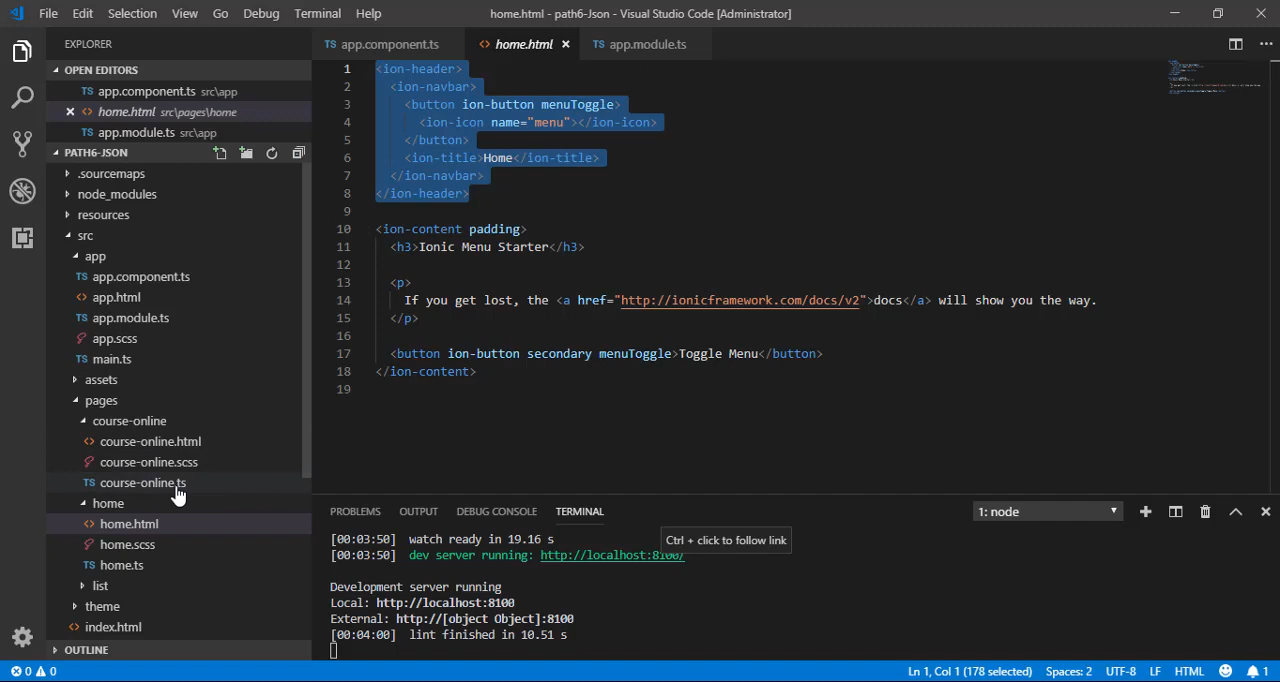 File Edit Selection View Go Debug Terminal Help
home.html - path6-Json - Visual Studio Code [Administrator]
EXPLORER
OPEN EDITORS
TS app.component.ts src\app
<> home.html src\pages\home
TS app.module.ts src\app
PATH6-JSON
.sourcemaps
node_modules
resources
src
app
TS app.component.ts
<> app.html
TS app.module.ts
app.scss
TS main.ts
assets
pages
course-online
<> course-online.html
course-online.scss
TS course-online.ts
home
<> home.html
home.scss
TS home.ts
list
theme
<> index.html
OUTLINE
TS app.component.ts
<> home.html
TS app.module.ts
1 <ion-header>
2 <ion-navbar>
3 <button ion-button menuToggle>
4 <ion-icon name="menu"></ion-icon>
5 </button>
6 <ion-title>Home</ion-title>
7 </ion-navbar>
8 </ion-header>
9
10 <ion-content padding>
11 <h3>Ionic Menu Starter</h3>
12
13 <p>
14 If you get lost, the <a href="http://ionicframework.com/docs/v2">docs</a> will show you the way.
15 </p>
16
17 <button ion-button secondary menuToggle>Toggle Menu</button>
18 </ion-content>
19
PROBLEMS OUTPUT DEBUG CONSOLE TERMINAL
1: node
[00:03:50] watch ready in 19.16 s
[00:03:50] dev server running: http://localhost:8100/
Ctrl + click to follow link
Development server running
Local: http://localhost:8100
External: http://[object Object]:8100
[00:04:00] lint finished in 10.51 s
0 0
Ln 1, Col 1 (178 selected) Spaces: 2 UTF-8 LF HTML 1